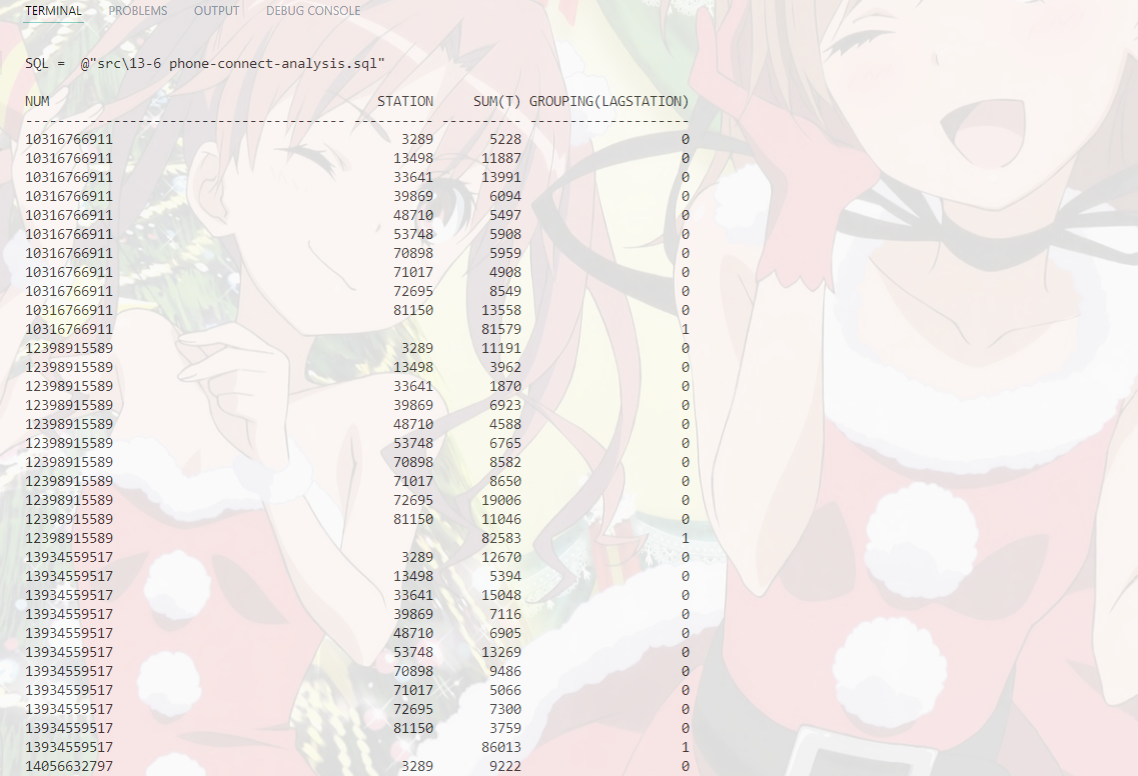 TERMINAL PROBLEMS OUTPUT DEBUG CONSOLE
SQL =  @"src\13-6 phone-connect-analysis.sql"
NUM                                         STATION     SUM(T) GROUPING(LAGSTATION)
---------------------------------------- ---------- ---------- --------------------
10316766911                                    3289       5228                    0
10316766911                                   13498      11887                    0
10316766911                                   33641      13991                    0
10316766911                                   39869       6094                    0
10316766911                                   48710       5497                    0
10316766911                                   53748       5908                    0
10316766911                                   70898       5959                    0
10316766911                                   71017       4908                    0
10316766911                                   72695       8549                    0
10316766911                                   81150      13558                    0
10316766911                                              81579                    1
12398915589                                    3289      11191                    0
12398915589                                   13498       3962                    0
12398915589                                   33641       1870                    0
12398915589                                   39869       6923                    0
12398915589                                   48710       4588                    0
12398915589                                   53748       6765                    0
12398915589                                   70898       8582                    0
12398915589                                   71017       8650                    0
12398915589                                   72695      19006                    0
12398915589                                   81150      11046                    0
12398915589                                              82583                    1
13934559517                                    3289      12670                    0
13934559517                                   13498       5394                    0
13934559517                                   33641      15048                    0
13934559517                                   39869       7116                    0
13934559517                                   48710       6905                    0
13934559517                                   53748      13269                    0
13934559517                                   70898       9486                    0
13934559517                                   71017       5066                    0
13934559517                                   72695       7300                    0
13934559517                                   81150       3759                    0
13934559517                                              86013                    1
14056632797                                    3289       9222                    0